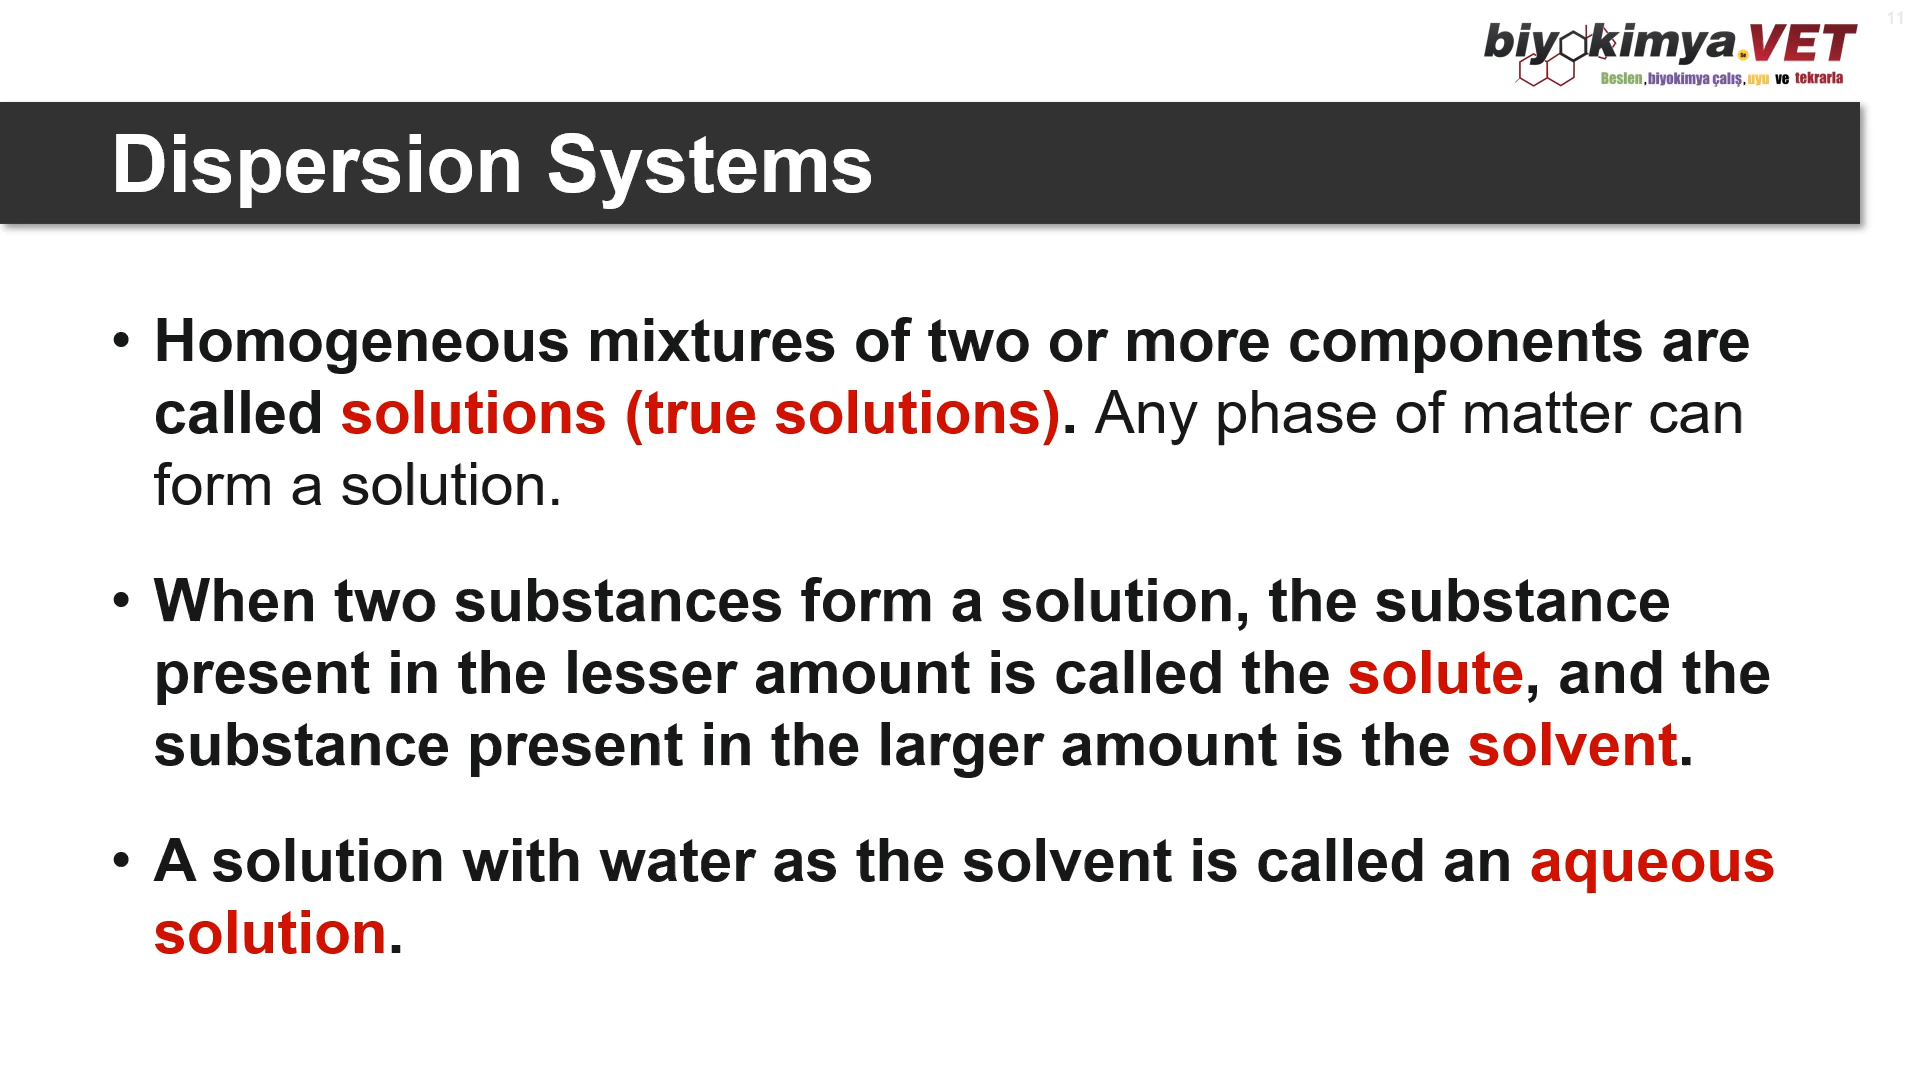 11
biyokimya.VET
Beslen, biyokimya çalış, uyu ve tekrarla
Dispersion Systems
• Homogeneous mixtures of two or more components are
called solutions (true solutions). Any phase of matter can
form a solution.
• When two substances form a solution, the substance
present in the lesser amount is called the solute, and the
substance present in the larger amount is the solvent.
• A solution with water as the solvent is called an aqueous
solution.